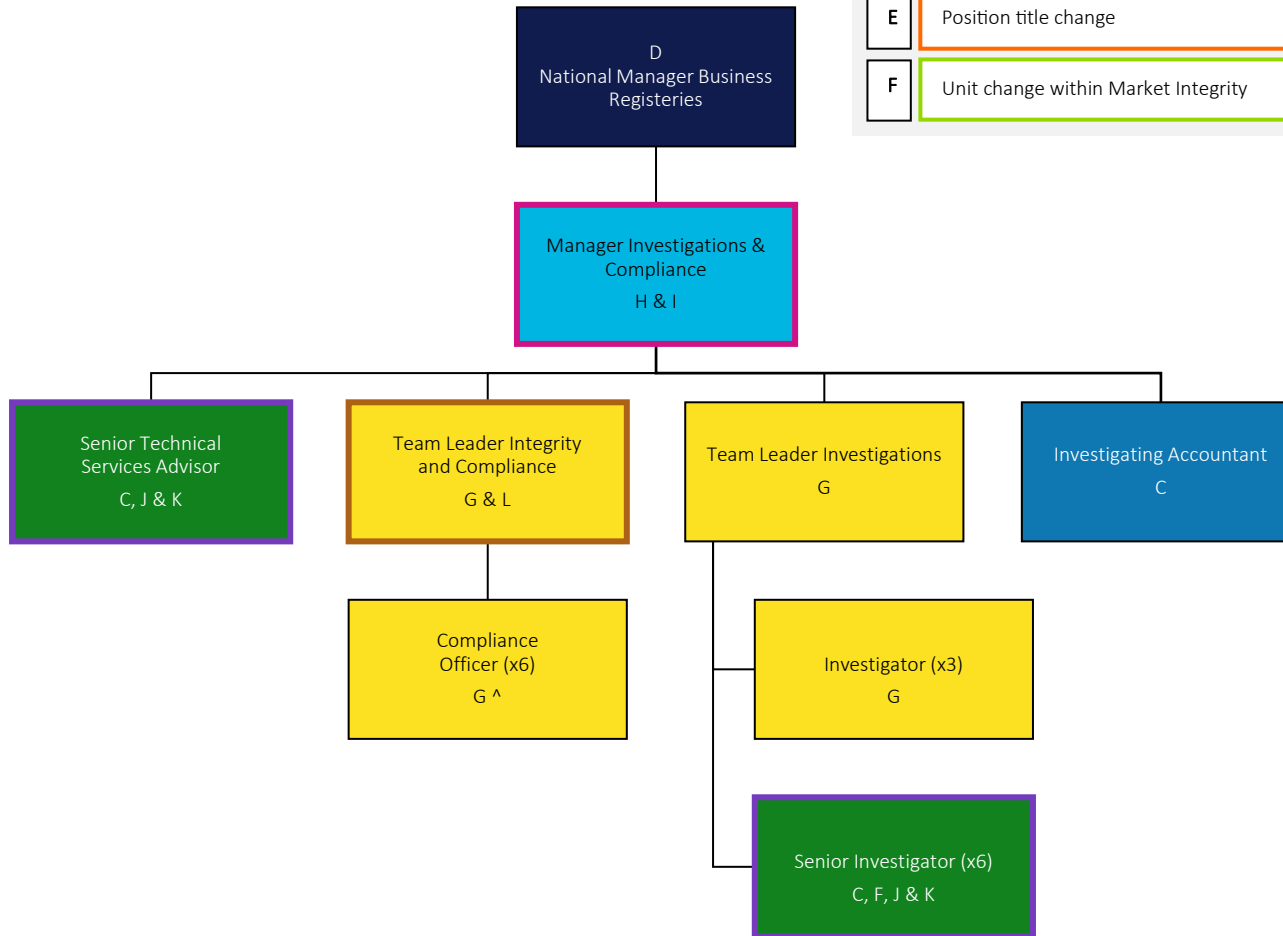 E
Position title change
F
Unit change within Market Integrity
D
National Manager Business
Registeries
Manager Investigations &
Compliance
H & I
Senior Technical
Services Advisor
C, J & K
Team Leader Integrity
and Compliance
G & L
Team Leader Investigations
G
Investigating Accountant
C
Compliance
Officer (x6)
G ^
Investigator (x3)
G
Senior Investigator (x6)
C, F, J & K